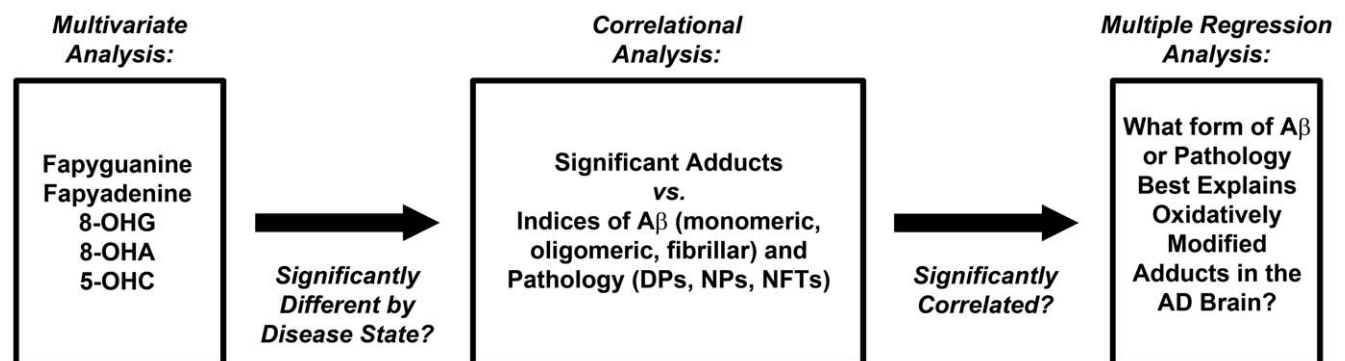 Multivariate
Analysis:
Fapyguanine
Fapyadenine
8-OHG
8-OHA
5-OHC
Significantly
Different by
Disease State?
Correlational
Analysis:
Significant Adducts
vs.
Indices of Aβ (monomeric,
oligomeric, fibrillar) and
Pathology (DPs, NPs, NFTs)
Significantly
Correlated?
Multiple Regression
Analysis:
What form of Aβ
or Pathology
Best Explains
Oxidatively
Modified
Adducts in the
AD Brain?